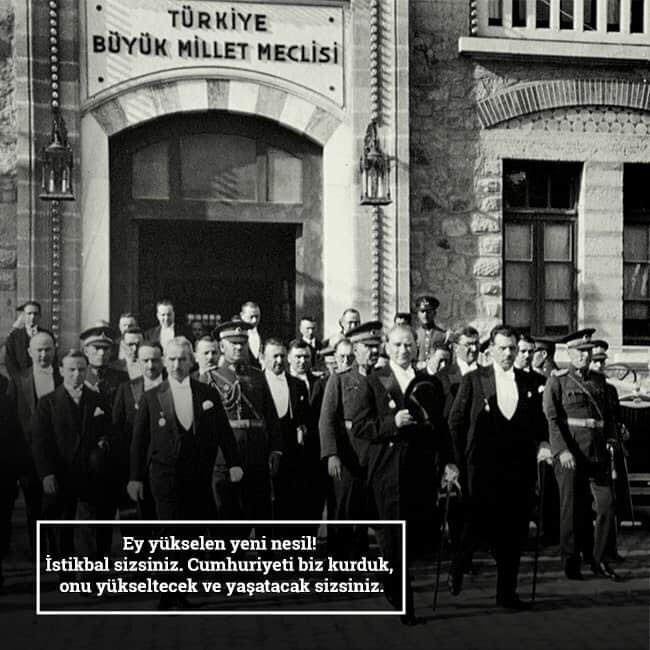 TÜRKİYE
BÜYÜK MİLLET MECLİSİ
Ey yükselen yeni nesil!
İstikbal sizsiniz. Cumhuriyeti biz kurduk,
onu yükseltecek ve yaşatacak sizsiniz.